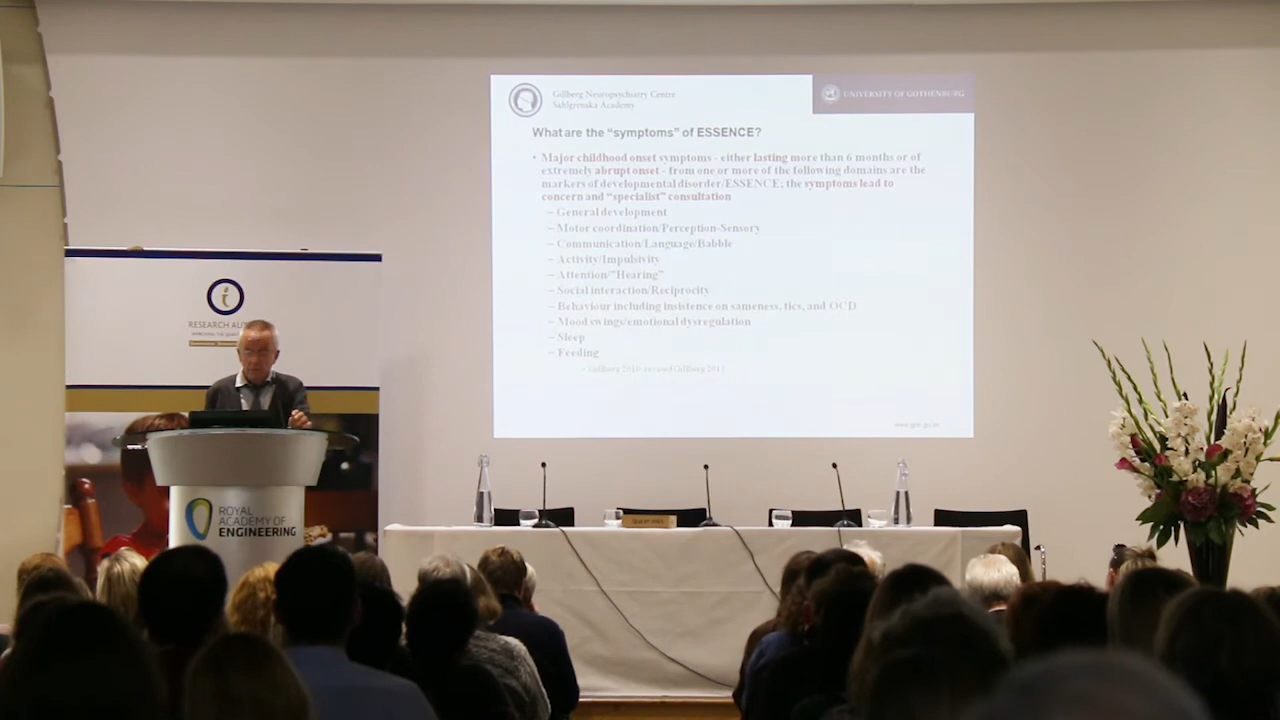 Gillberg Neuropsychiatry Centre
Sahlgrenska Academy
UNIVERSITY OF GOTHENBURG
What are the “symptoms” of ESSENCE?
• Major childhood onset symptoms - either lasting more than 6 months or of
extremely abrupt onset - from one or more of the following domains are the
markers of developmental disorder/ESSENCE; the symptoms lead to
concern and “specialist” consultation
– General development
– Motor coordination/Perception-Sensory
– Communication/Language/Babble
– Activity/Impulsivity
– Attention/"Hearing"
– Social interaction/Reciprocity
– Behaviour including insistence on sameness, tics, and OCD
– Mood swings/emotional dysregulation
– Sleep
– Feeding
RESEARCH AU
ROYAL
ACADEMY OF
ENGINEERING